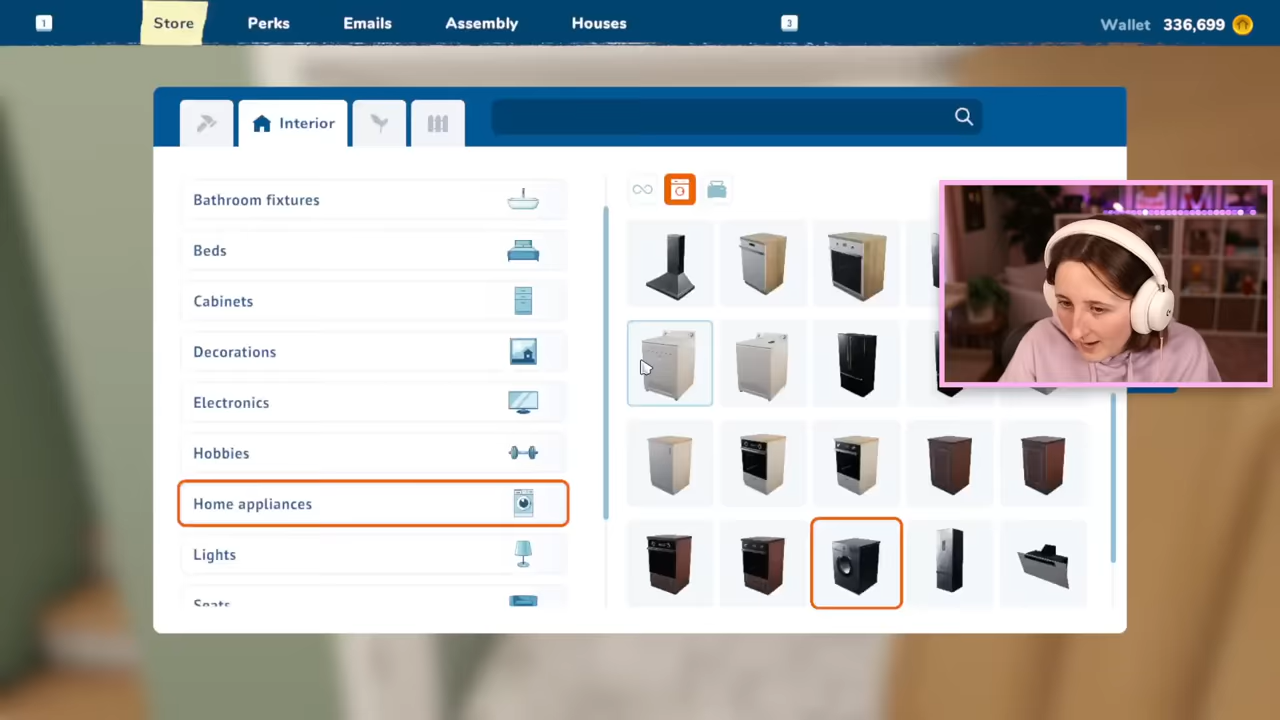 1 Store Perks Emails Assembly Houses 3 Wallet 336,699
Interior
Bathroom fixtures
Beds
Cabinets
Decorations
Electronics
Hobbies
Home appliances
Lights
Seats